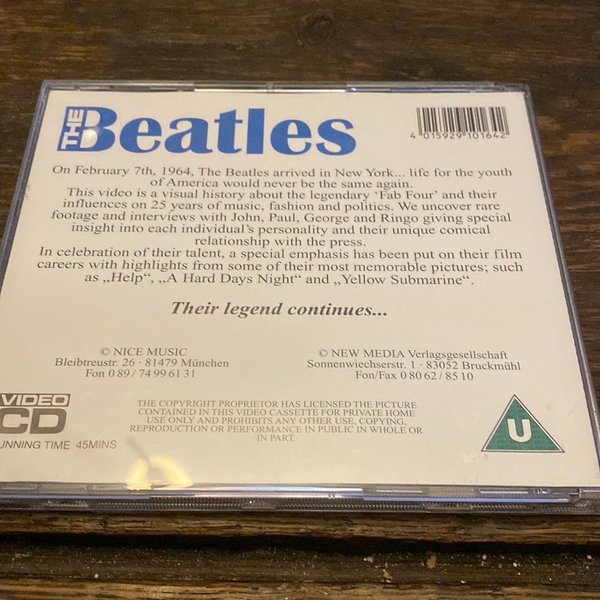 THE Beatles
4 015929 101642
On February 7th, 1964, The Beatles arrived in New York... life for the youth
of America would never be the same again.
This video is a visual history about the legendary 'Fab Four' and their
influences on 25 years of music, fashion and politics. We uncover rare
footage and interviews with John, Paul, George and Ringo giving special
insight into each individual's personality and their unique comical
relationship with the press.
In celebration of their talent, a special emphasis has been put on their film
careers with highlights from some of their most memorable pictures; such
as „Help“, „A Hard Days Night“ and „Yellow Submarine“.
Their legend continues...
© NICE MUSIC
Bleibtreustr. 26 · 81479 München
Fon 0 89 / 74 99 61 31
© NEW MEDIA Verlagsgesellschaft
Sonnenwiechserstr. 1 · 83052 Bruckmühl
Fon/Fax 0 80 62 / 85 10
VIDEO
CD
UNNING TIME 45MINS
THE COPYRIGHT PROPRIETOR HAS LICENSED THE PICTURE
CONTAINED IN THIS VIDEO CASSETTE FOR PRIVATE HOME
USE ONLY AND PROHIBITS ANY OTHER USE, COPYING,
REPRODUCTION OR PERFORMANCE IN PUBLIC IN WHOLE OR
IN PART.
U